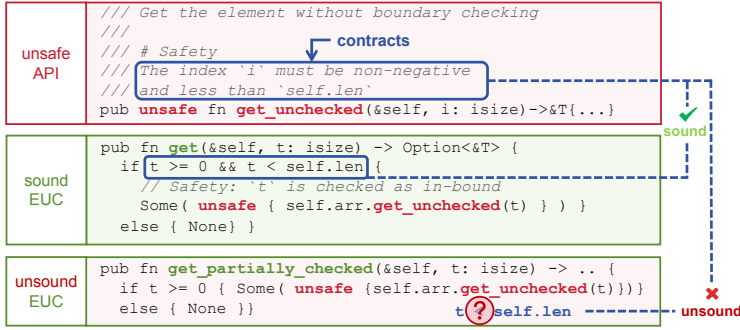 /// Get the element without boundary checking
///
/// # Safety
contracts
/// The index `i` must be non-negative
/// and less than `self.len`
pub unsafe fn get_unchecked(&self, i: isize)->&T{...}
unsafe
API
sound
pub fn get(&self, t: isize) -> Option<&T> {
if t >= 0 && t < self.len {
// Safety: `t` is checked as in-bound
Some( unsafe { self.arr.get_unchecked(t) } ) }
else { None} }
sound
EUC
pub fn get_partially_checked(&self, t: isize) -> .. {
if t >= 0 { Some( unsafe {self.arr.get_unchecked(t)})}
else { None }}
t ? self.len
unsound
unsound
EUC